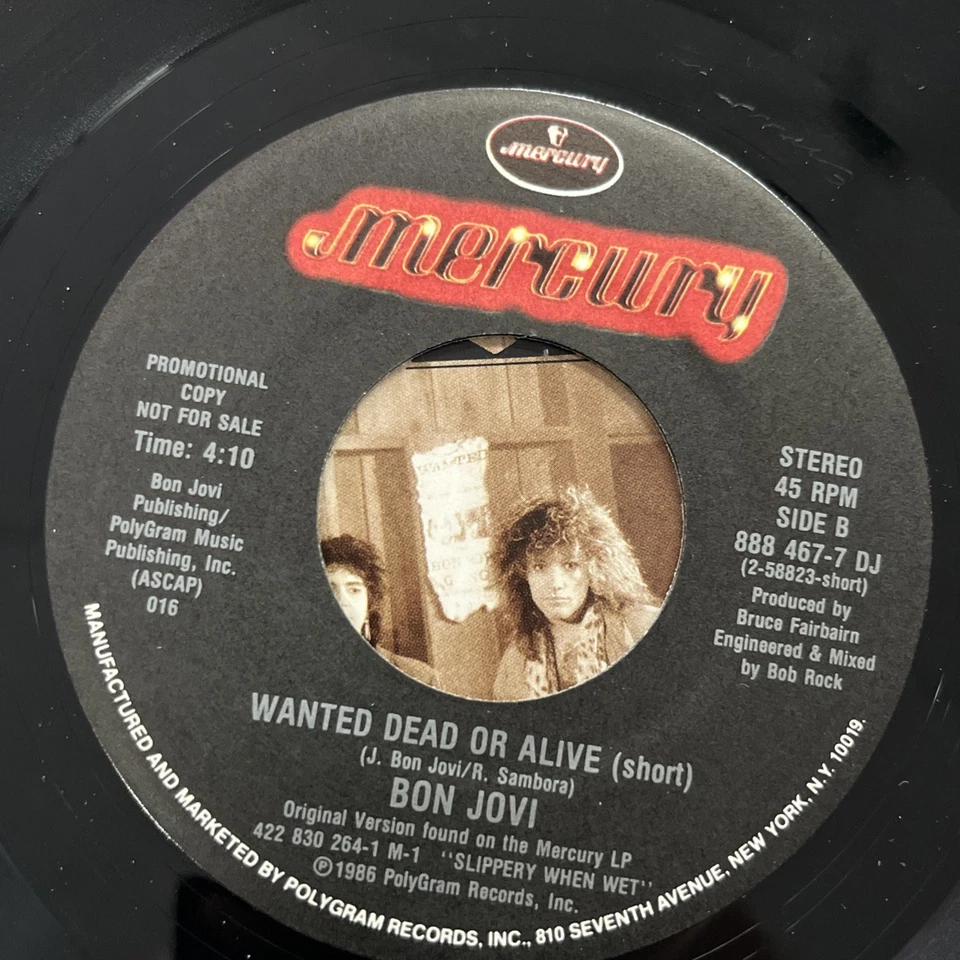 mercury
mercury
PROMOTIONAL
COPY
NOT FOR SALE
Time: 4:10
Bon Jovi
Publishing/
PolyGram Music
Publishing, Inc.
(ASCAP)
016
STEREO
45 RPM
SIDE B
888 467-7 DJ
(2-58823-short)
Produced by
Bruce Fairbairn
Engineered & Mixed
by Bob Rock
WANTED
WANTED DEAD OR ALIVE (short)
(J. Bon Jovi/R. Sambora)
BON JOVI
Original Version found on the Mercury LP
422 830 264-1 M-1 "SLIPPERY WHEN WET"
℗1986 PolyGram Records, Inc.
MANUFACTURED AND MARKETED BY POLYGRAM RECORDS, INC., 810 SEVENTH AVENUE, NEW YORK, N.Y. 10019.